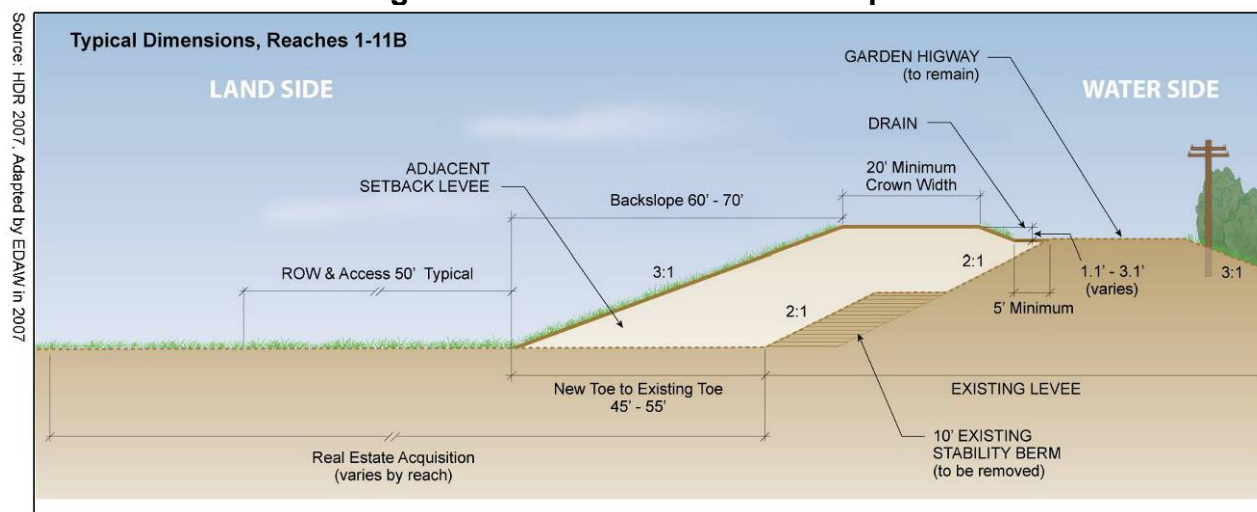 Source: HDR 2007, Adapted by EDAW in 2007
Typical Dimensions, Reaches 1-11B
LAND SIDE
WATER SIDE
GARDEN HIGWAY
(to remain)
DRAIN
20' Minimum
Crown Width
ADJACENT
SETBACK LEVEE
Backslope 60' - 70'
ROW & Access 50' Typical
3:1
2:1
2:1
1.1' - 3.1'
(varies)
3:1
5' Minimum
New Toe to Existing Toe
45' - 55'
EXISTING LEVEE
Real Estate Acquisition
(varies by reach)
10' EXISTING
STABILITY BERM
(to be removed)